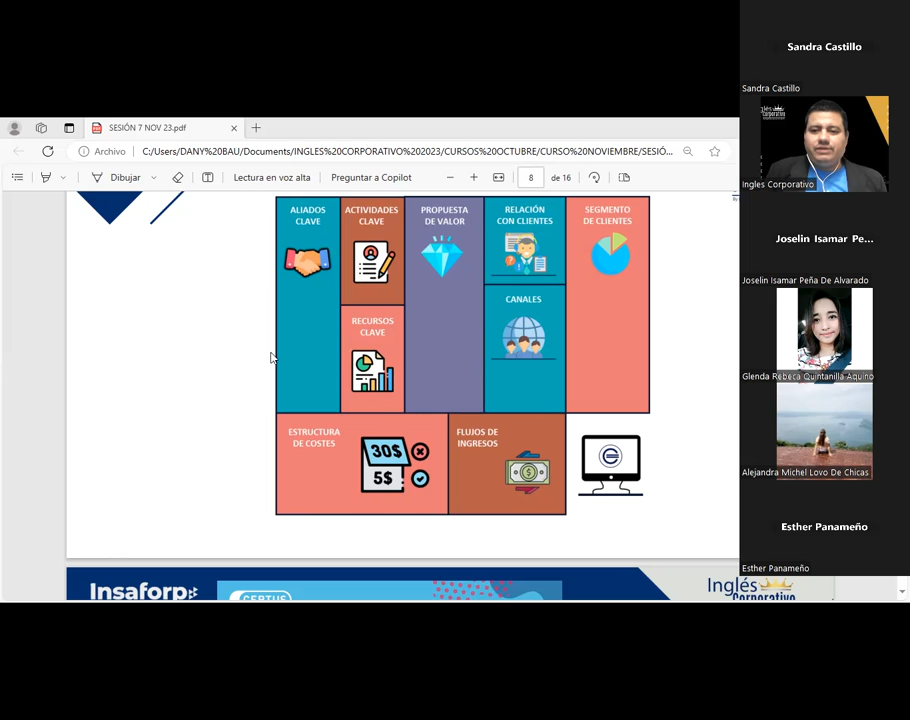 Sandra Castillo
Sandra Castillo
SESIÓN 7 NOV 23.pdf
Archivo
C:/Users/DANY%20BAU/Documents/INGLES%20CORPORATIVO%202023/CURSOS%20OCTUBRE/CURSO%20NOVIEMBRE/SESIÓ...
Dibujar
Lectura en voz alta
Preguntar a Copilot
8
de 16
Ingles Corporativo
ALIADOS
CLAVE
ACTIVIDADES
CLAVE
PROPUESTA
DE VALOR
RELACIÓN
CON CLIENTES
SEGMENTO
DE CLIENTES
CANALES
RECURSOS
CLAVE
ESTRUCTURA
DE COSTES
30$
5$
FLUJOS DE
INGRESOS
Joselin Isamar Pe...
Joselin Isamar Peña De Alvarado
Glenda Rebeca Quintanilla Aquino
Alejandra Michel Lovo De Chicas
Esther Panameño
Esther Panameño
Insaforp
CERTUS
Inglés
Corporativo